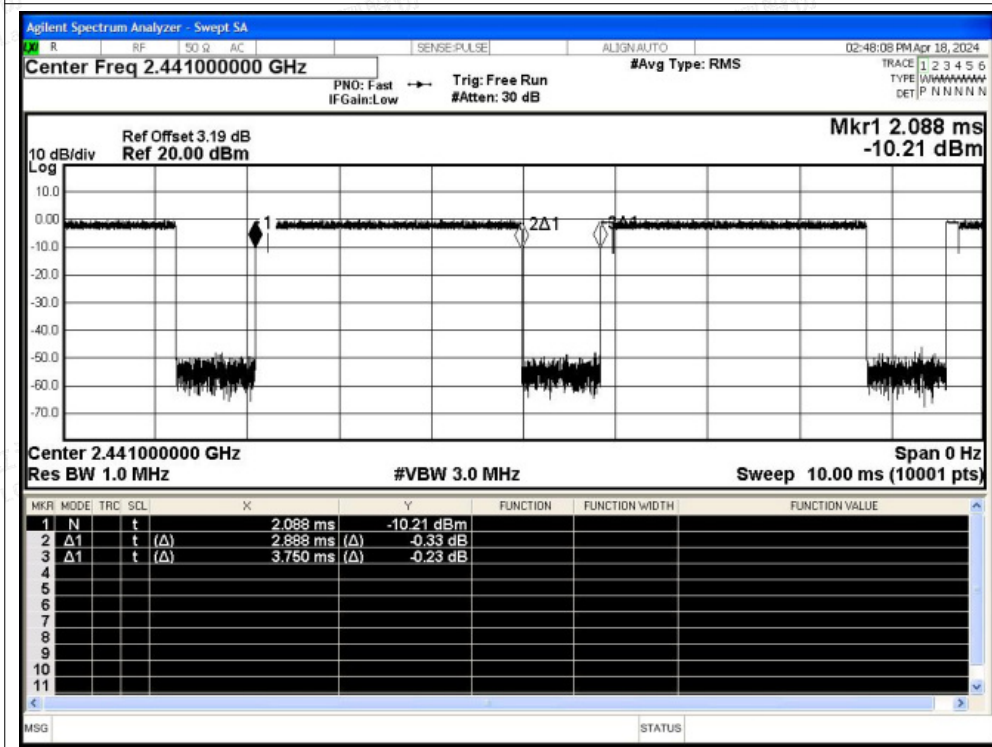 Agilent Spectrum Analyzer - Swept SA
LXI R RF 50 Ω AC SENSE:PULSE ALIGN AUTO 02:48:08 PM Apr 18, 2024
Center Freq 2.441000000 GHz #Avg Type: RMS TRACE 1 2 3 4 5 6
PNO: Fast Trig: Free Run TYPE WWWWWW
IFGain:Low #Atten: 30 dB DET P N N N N N
Mkr1 2.088 ms
-10.21 dBm
Ref Offset 3.19 dB
10 dB/div Ref 20.00 dBm
Log
10.0
0.00
1 2Δ1 3Δ1
-10.0
-20.0
-30.0
-40.0
-50.0
-60.0
-70.0
Center 2.441000000 GHz Span 0 Hz
Res BW 1.0 MHz #VBW 3.0 MHz Sweep 10.00 ms (10001 pts)
MKR MODE TRC SCL X Y FUNCTION FUNCTION WIDTH FUNCTION VALUE
1 N t 2.088 ms -10.21 dBm
2 Δ1 t (Δ) 2.888 ms (Δ) -0.33 dB
3 Δ1 t (Δ) 3.750 ms (Δ) -0.23 dB
4
5
6
7
8
9
10
11
MSG STATUS